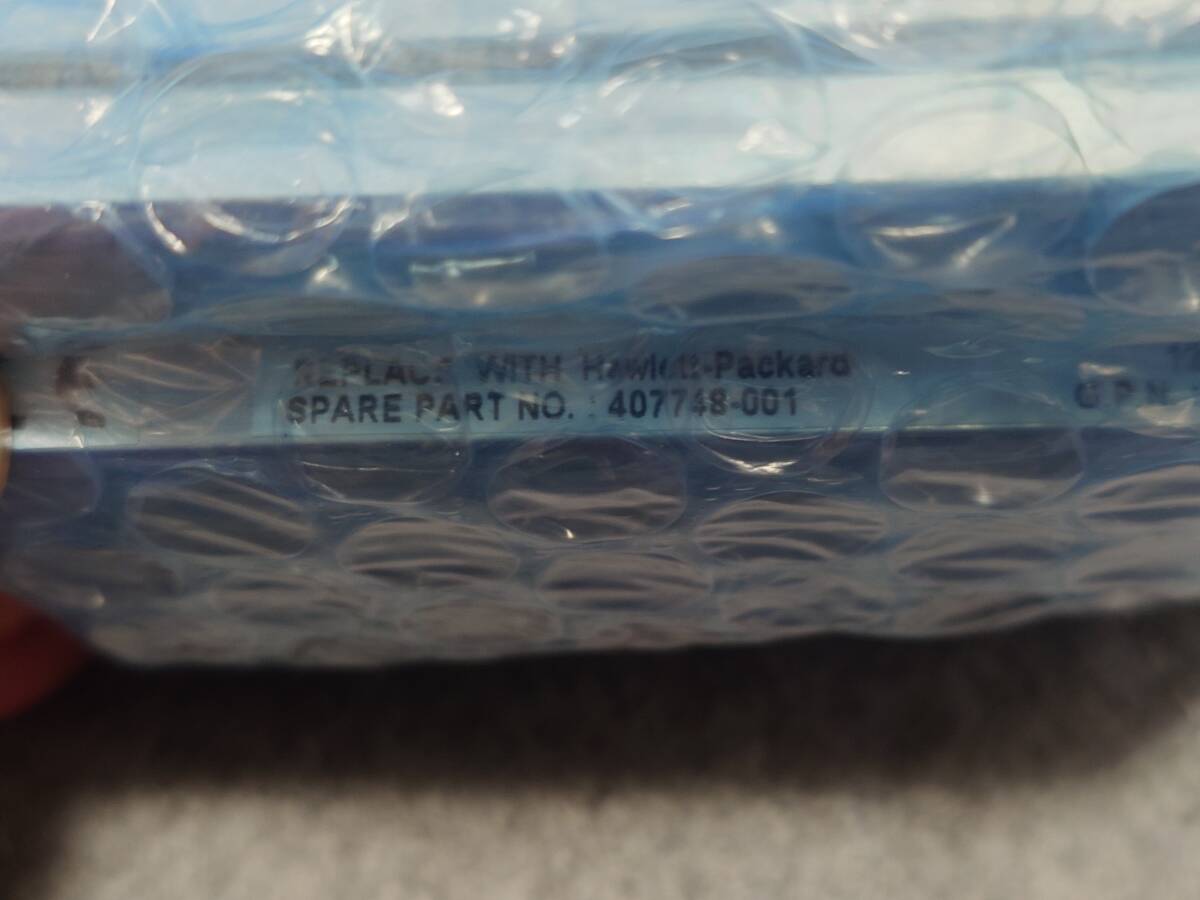 REPLACE WITH Hewlett-Packard
SPARE PART NO. : 407748-001